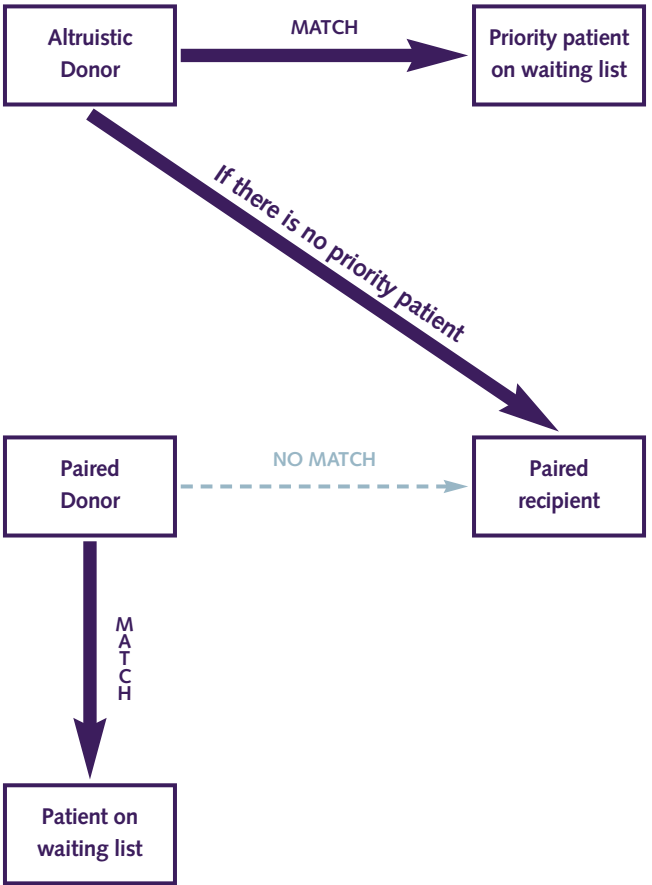 Altruistic
Donor
MATCH
Priority patient
on waiting list
If there is no priority patient
Paired
Donor
NO MATCH
Paired
recipient
MATCH
Patient on
waiting list